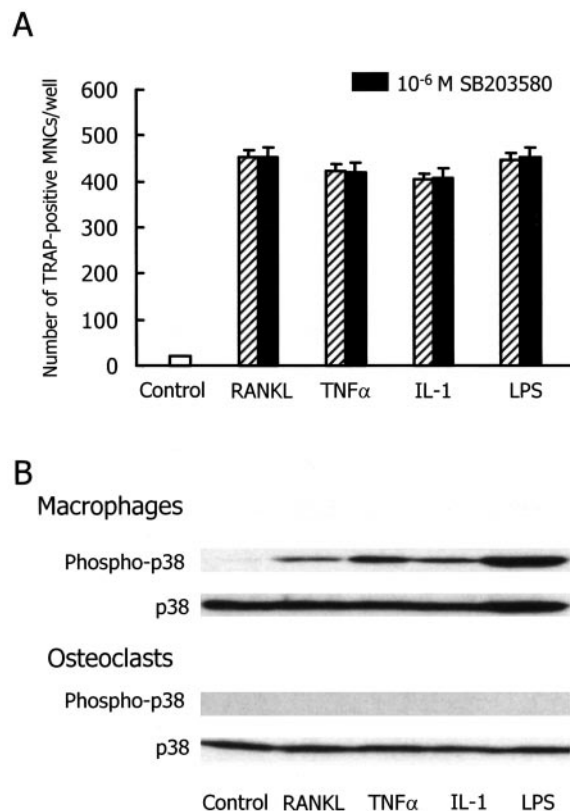 A
10⁻⁶ M SB203580
Number of TRAP-positive MNCs/well
600
500
400
300
200
100
0
Control RANKL TNFα IL-1 LPS
B
Macrophages
Phospho-p38
p38
Osteoclasts
Phospho-p38
p38
Control RANKL TNFα IL-1 LPS